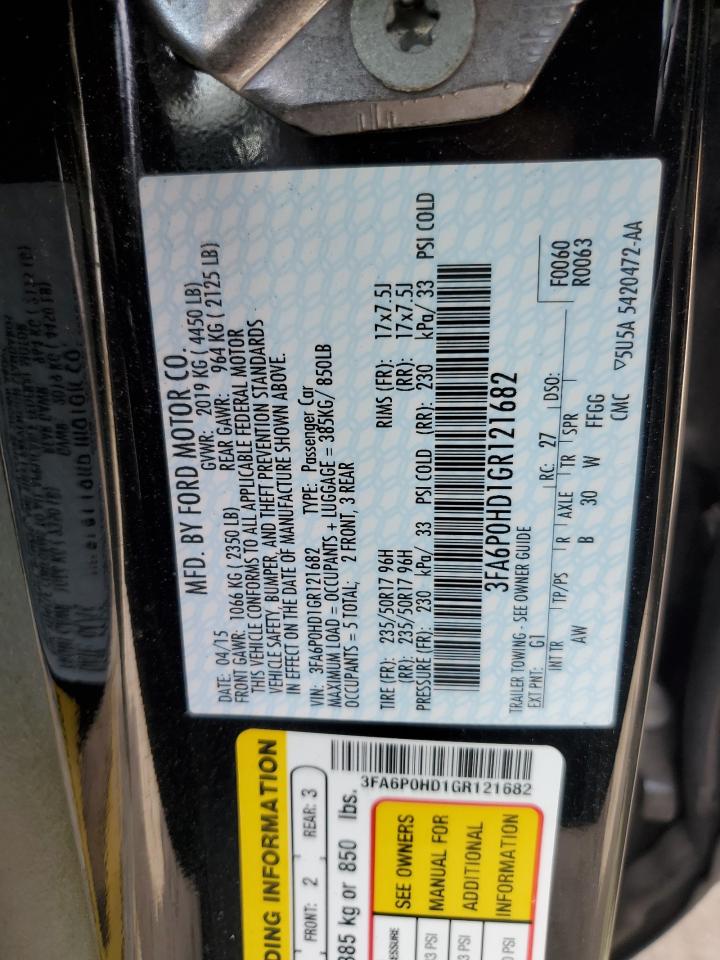 MFD. BY FORD MOTOR CO.
DATE: 04/15 GVWR: 2019 KG ( 4450 LB)
FRONT GAWR: 1066 KG ( 2350 LB) REAR GAWR: 964 KG ( 2125 LB)
THIS VEHICLE CONFORMS TO ALL APPLICABLE FEDERAL MOTOR
VEHICLE SAFETY, BUMPER, AND THEFT PREVENTION STANDARDS
IN EFFECT ON THE DATE OF MANUFACTURE SHOWN ABOVE.
VIN: 3FA6P0HD1GR121682 TYPE: Passenger Car
MAXIMUM LOAD = OCCUPANTS + LUGGAGE = 385KG/ 850LB
OCCUPANTS = 5 TOTAL; 2 FRONT, 3 REAR
TIRE (FR): 235/50R17 96H RIMS (FR): 17x7.5J
(RR): 235/50R17 96H (RR): 17x7.5J
PRESSURE (FR): 230 kPa/ 33 PSI COLD (RR): 230 kPa/ 33 PSI COLD
3FA6P0HD1GR121682
TRAILER TOWING - SEE OWNER GUIDE
EXT PNT: G1 RC: 27 DSO:
INT TR TP/PS R AXLE TR SPR
AW B 30 W FFGG
F0060
R0063
CMC ▽5U5A 5420472-AA
DING INFORMATION
FRONT: 2 REAR: 3
385 kg or 850 lbs.
3FA6P0HD1GR121682
SEE OWNERS
MANUAL FOR
ADDITIONAL
INFORMATION
PSI
PSI
PSI